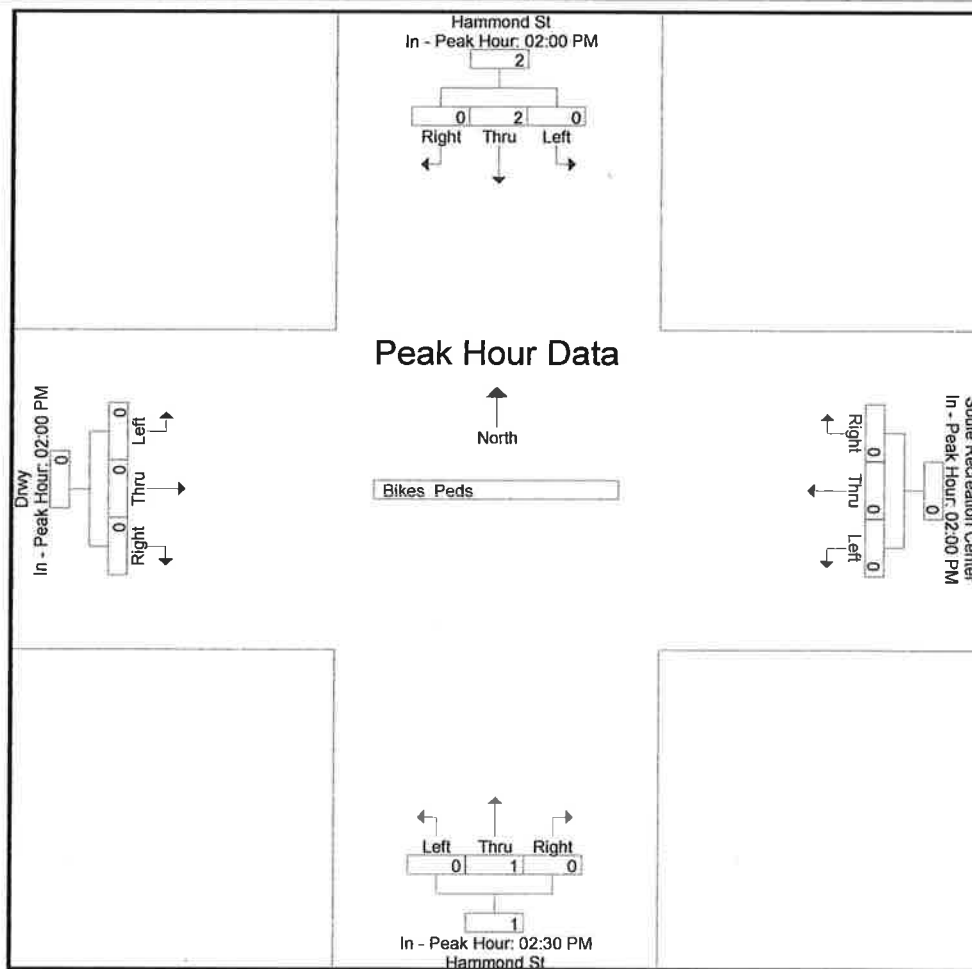 Hammond St
In - Peak Hour: 02:00 PM
2
0 2 0
Right Thru Left
Peak Hour Data
North
Bikes Peds
Drwy
In - Peak Hour: 02:00 PM
0
0 0 0
Left Thru Right
Recreation Center
In - Peak Hour: 02:00 PM
0
0 0 0
Right Thru Left
Left Thru Right
0 1 0
1
In - Peak Hour: 02:30 PM
Hammond St